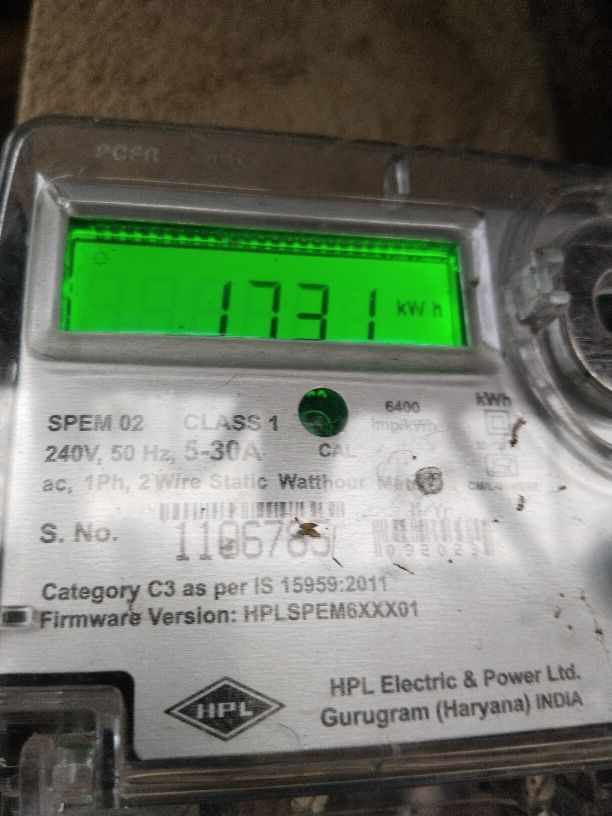 1731 kWh
kWh
SPEM 02 CLASS 1 6400
240V, 50 Hz, 5-30A CAL imp/kWh
ac, 1Ph, 2 Wire Static Watthour
S. No.
Category C3 as per IS 15959:2011
Firmware Version: HPLSPEM6XXX01
HPL
HPL Electric & Power Ltd.
Gurugram (Haryana) INDIA